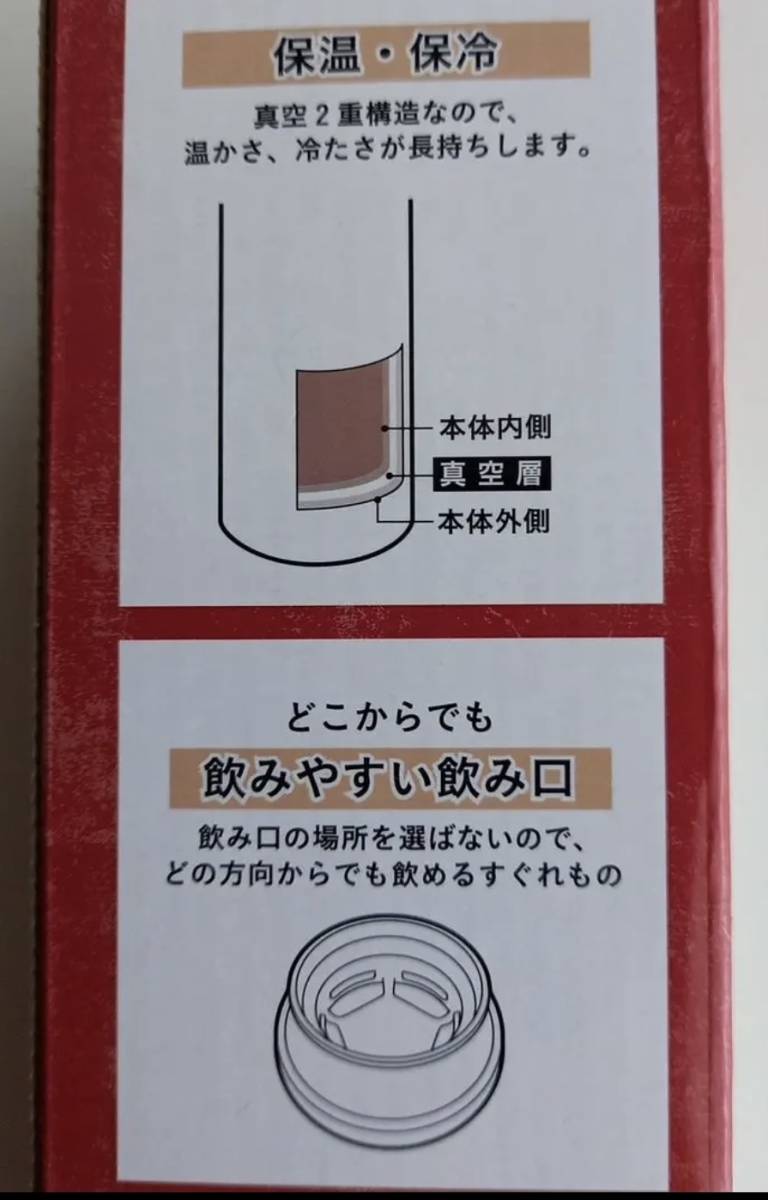 保温・保冷
真空2重構造なので、
温かさ、冷たさが長持ちします。
本体内側
真空層
本体外側
どこからでも
飲みやすい飲み口
飲み口の場所を選ばないので、
どの方向からでも飲めるすぐれもの